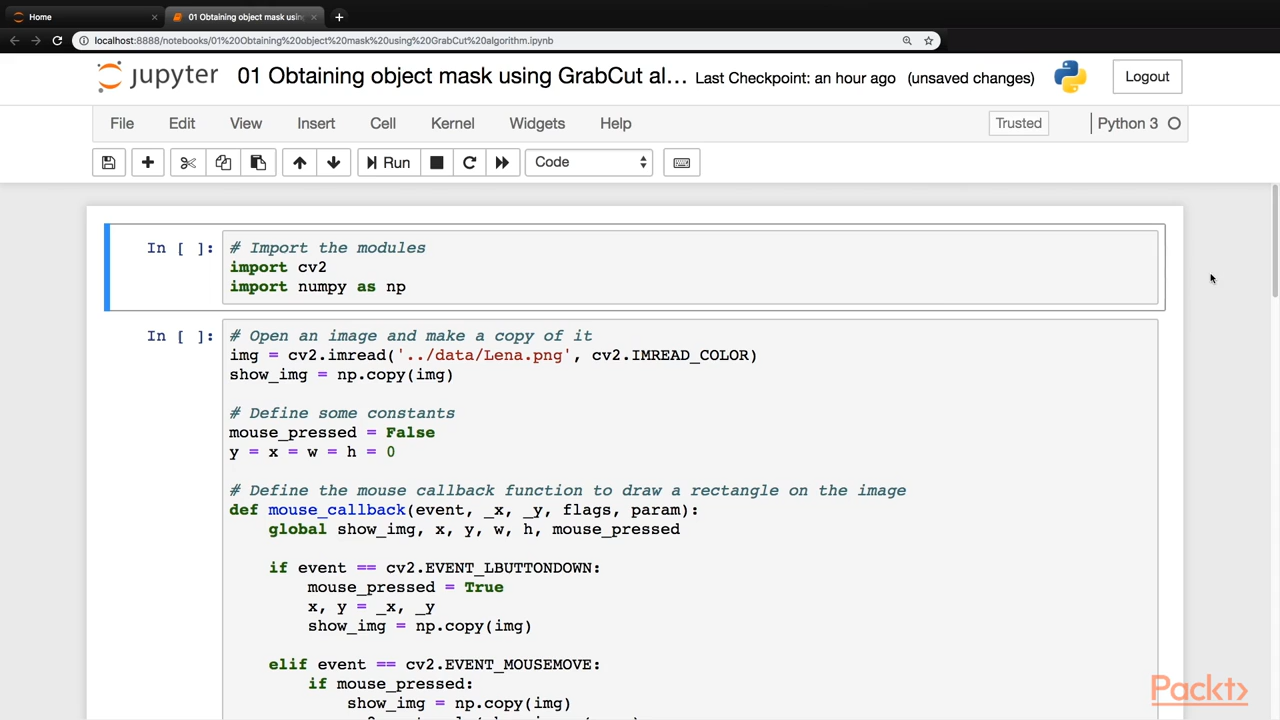 Home
01 Obtaining object mask usin
localhost:8888/notebooks/01%20Obtaining%20object%20mask%20using%20GrabCut%20algorithm.ipynb
jupyter 01 Obtaining object mask using GrabCut al... Last Checkpoint: an hour ago (unsaved changes) Logout
File Edit View Insert Cell Kernel Widgets Help Trusted Python 3
Run Code
In [ ]: # Import the modules
import cv2
import numpy as np
In [ ]: # Open an image and make a copy of it
img = cv2.imread('../data/Lena.png', cv2.IMREAD_COLOR)
show_img = np.copy(img)
# Define some constants
mouse_pressed = False
y = x = w = h = 0
# Define the mouse callback function to draw a rectangle on the image
def mouse_callback(event, _x, _y, flags, param):
global show_img, x, y, w, h, mouse_pressed
if event == cv2.EVENT_LBUTTONDOWN:
mouse_pressed = True
x, y = _x, _y
show_img = np.copy(img)
elif event == cv2.EVENT_MOUSEMOVE:
if mouse_pressed:
show_img = np.copy(img)
Packt>